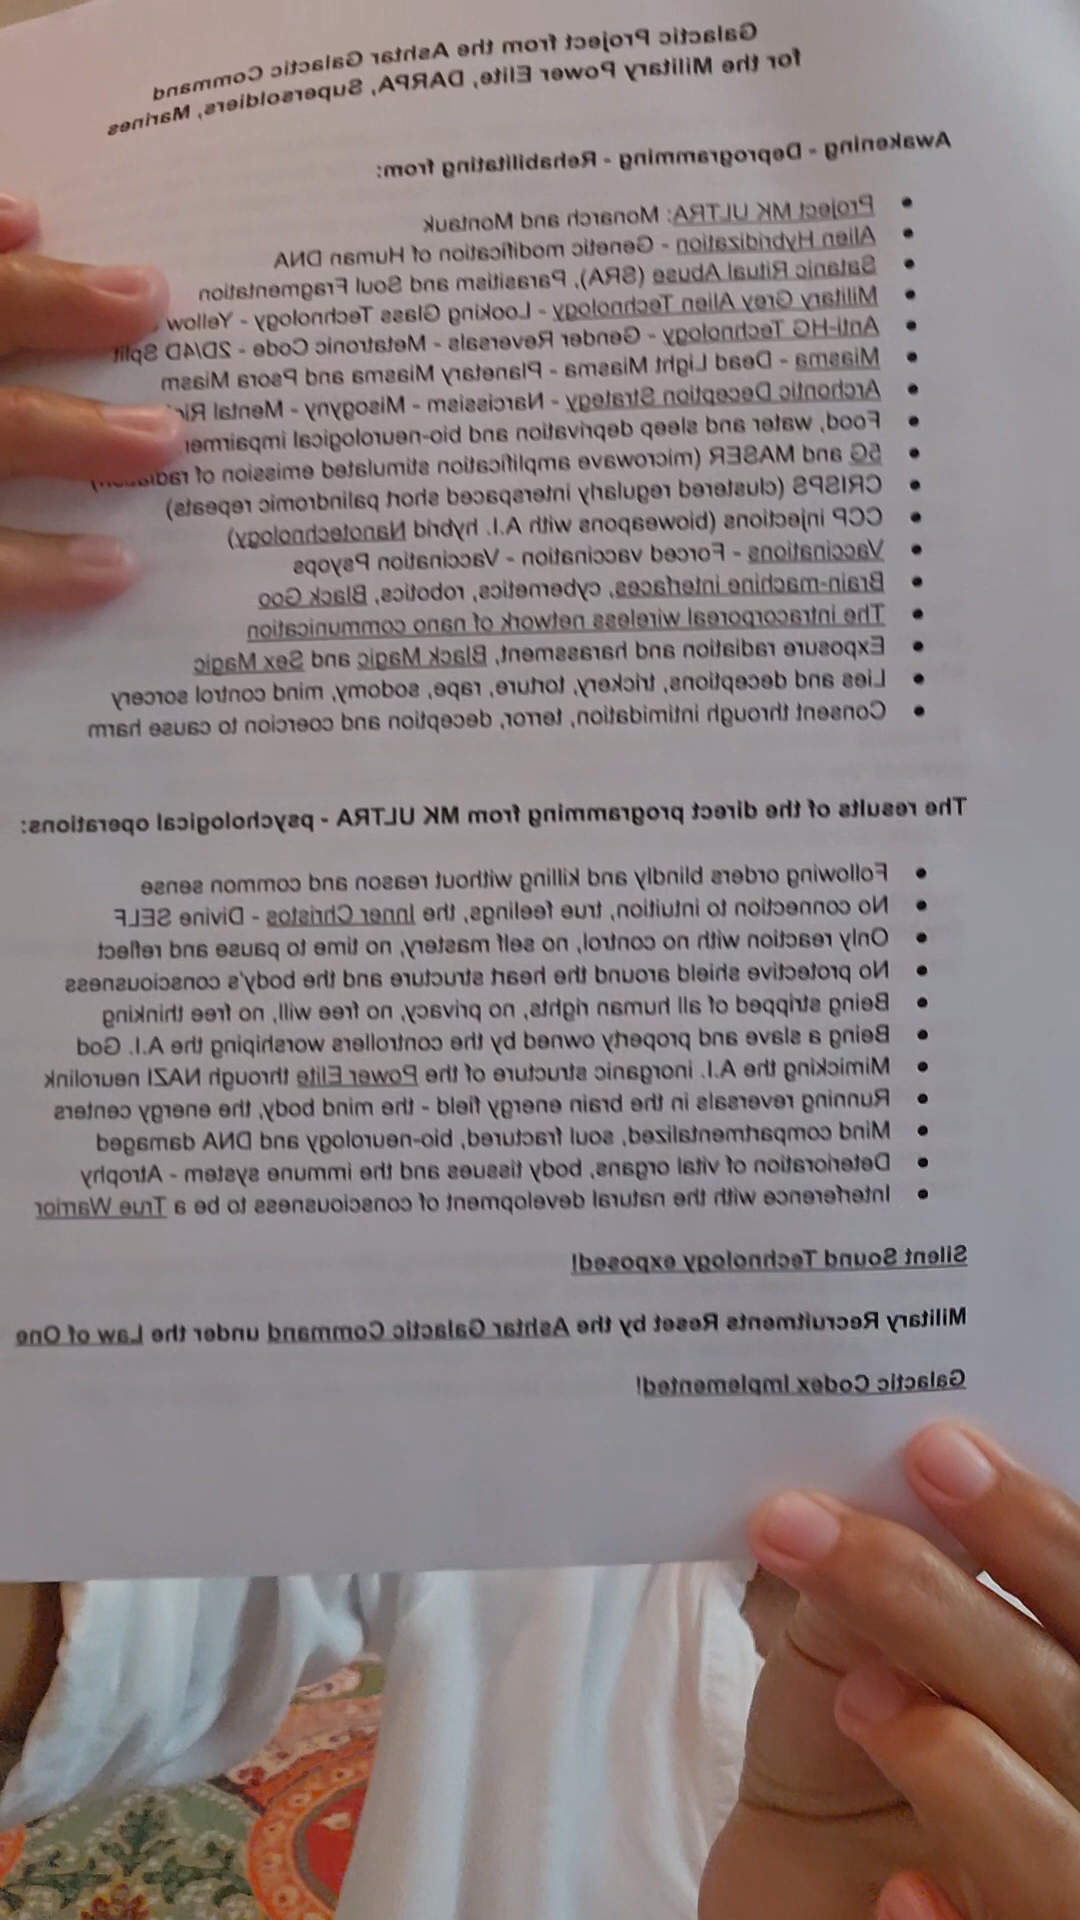 Galactic Project from the Ashtar Galactic Command
for the Military Power Elite, DARPA, Supersoldiers, Marines
Awakening - Deprogramming - Rehabilitating from:
• Project MK ULTRA: Monarch and Montauk
• Alien Hybridization - Genetic modification of Human DNA
• Satanic Ritual Abuse (SRA), Parasitism and Soul Fragmentation
• Military Grey Alien Technology - Looking Glass Technology - Yellow
• Anti-HG Technology - Gender Reversals - Metatronic Code - 2D/4D Split
• Miasma - Dead Light Miasma - Planetary Miasma and Psora Miasm
• Archontic Deception Strategy - Narcissism - Misogyny - Mental
• Food, water and sleep deprivation and bio-neurological
• 5G and MASER (microwave amplification stimulated emission of
• CRISPR (clustered regularly interspaced short palindromic repeats)
• CCP injections (bioweapons with A.I. hybrid Nanotechnology)
• Vaccinations - Forced vaccination - Vaccination Psyops
• Brain-machine interfaces, cybernetics, robotics, Black Goo
• The intracorporeal wireless network of nano communication
• Exposure radiation and harassment, Black Magic and Sex Magic
• Lies and deceptions, trickery, torture, rape, sodomy, mind control sorcery
• Consent through intimidation, terror, deception and coercion to cause harm
The results of the direct programming from MK ULTRA - psychological operations:
• Following orders blindly and killing without reason and common sense
• No connection to intuition, true feelings, the Inner Christos - Divine SELF
• Only reaction with no control, no self mastery, no time to pause and reflect
• No protective shield around the heart structure and the body's consciousness
• Being stripped of all human rights, no privacy, no free will, no free thinking
• Being a slave and property owned by the controllers worshiping the A.I. God
• Mimicking the A.I. inorganic structure of the Power Elite through NAZI neurolink
• Running reversals in the brain energy field - the mind body, the energy centers
• Mind compartmentalized, soul fractured, bio-neurology and DNA damaged
• Deterioration of vital organs, body tissues and the immune system - Atrophy
• Interference with the natural development of consciousness to be a True Warrior
Silent Sound Technology exposed!
Military Recruitments Reset by the Ashtar Galactic Command under the Law of One
Galactic Codex Implemented!